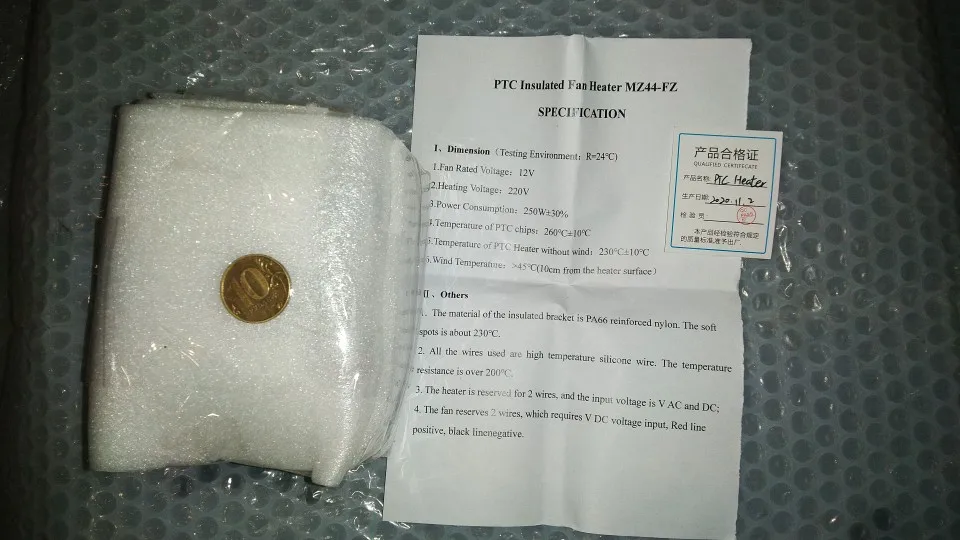 PTC Insulated Fan Heater MZ44-FZ
SPECIFICATION
I、Dimension（Testing Environment：R=24℃)
1.Fan Rated Voltage：12V
2.Heating Voltage：220V
3.Power Consumption：250W±30%
4.Temperature of PTC chips：260℃±10℃
5.Temperature of PTC Heater without wind：230℃±10℃
6.Wind Temperature：>45℃(10cm from the heater surface)
II、Others
1. The material of the insulated bracket is PA66 reinforced nylon. The soft
spots is about 230℃.
2. All the wires used are high temperature silicone wire. The temperature
resistance is over 200℃.
3. The heater is reserved for 2 wires, and the input voltage is V AC and DC;
4. The fan reserves 2 wires, which requires V DC voltage input, Red line
positive, black linenegative.
产品合格证
QUALIFIED CERTIFECATE
产品名称: PTC Heater
生产日期: 2020.11.2
检验员
本产品经检验符合规定
的质量标准,准予出厂.
10